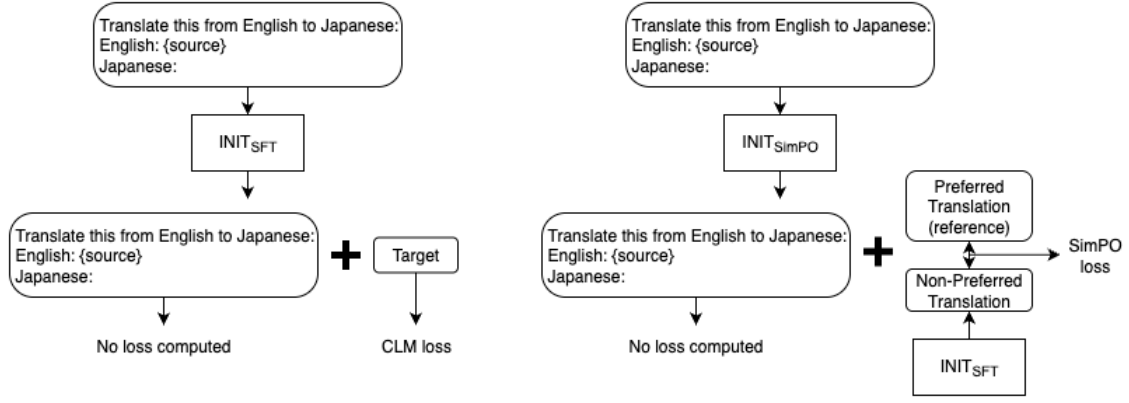 Translate this from English to Japanese:
English: {source}
Japanese:
INIT_SFT
Translate this from English to Japanese:
English: {source}
Japanese:
+
Target
No loss computed
CLM loss
Translate this from English to Japanese:
English: {source}
Japanese:
INIT_SimPO
Translate this from English to Japanese:
English: {source}
Japanese:
+
Preferred
Translation
(reference)
SimPO
loss
Non-Preferred
Translation
No loss computed
INIT_SFT